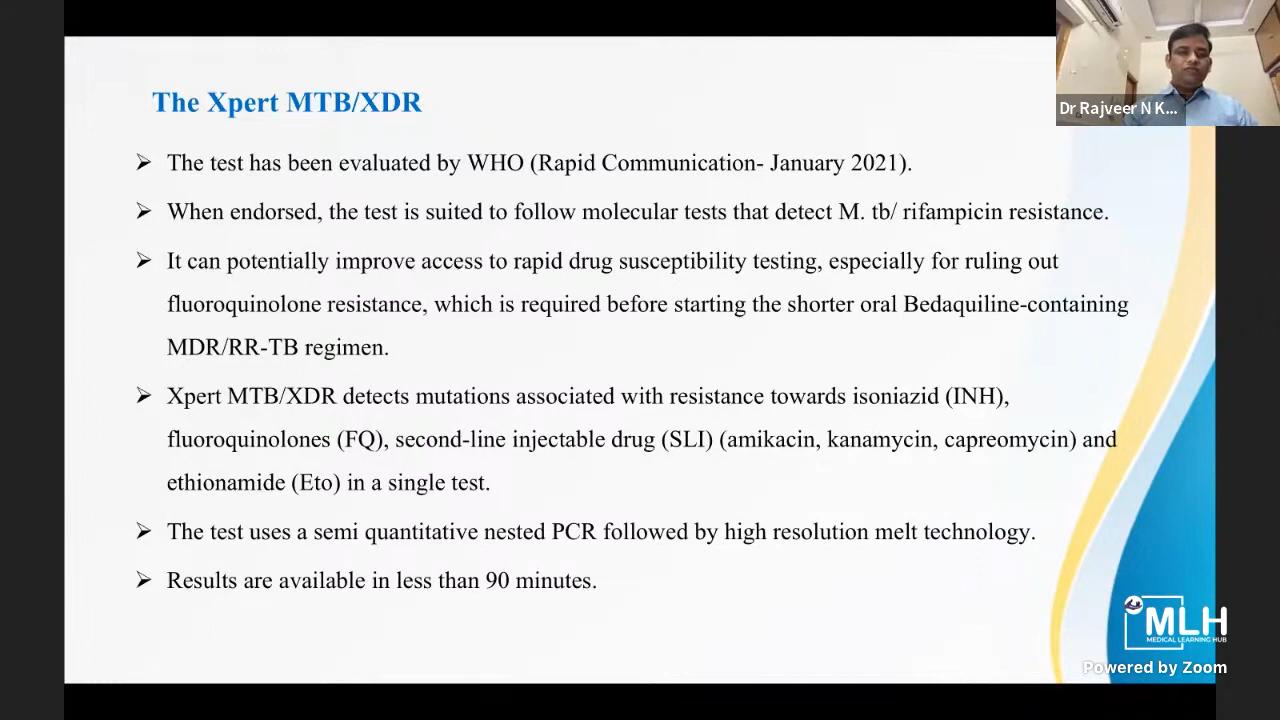 The Xpert MTB/XDR
Dr Rajveer N K...
➢ The test has been evaluated by WHO (Rapid Communication- January 2021).
➢ When endorsed, the test is suited to follow molecular tests that detect M. tb/ rifampicin resistance.
➢ It can potentially improve access to rapid drug susceptibility testing, especially for ruling out
fluoroquinolone resistance, which is required before starting the shorter oral Bedaquiline-containing
MDR/RR-TB regimen.
➢ Xpert MTB/XDR detects mutations associated with resistance towards isoniazid (INH),
fluoroquinolones (FQ), second-line injectable drug (SLI) (amikacin, kanamycin, capreomycin) and
ethionamide (Eto) in a single test.
➢ The test uses a semi quantitative nested PCR followed by high resolution melt technology.
➢ Results are available in less than 90 minutes.
MLH
MEDICAL LEARNING HUB
Powered by Zoom